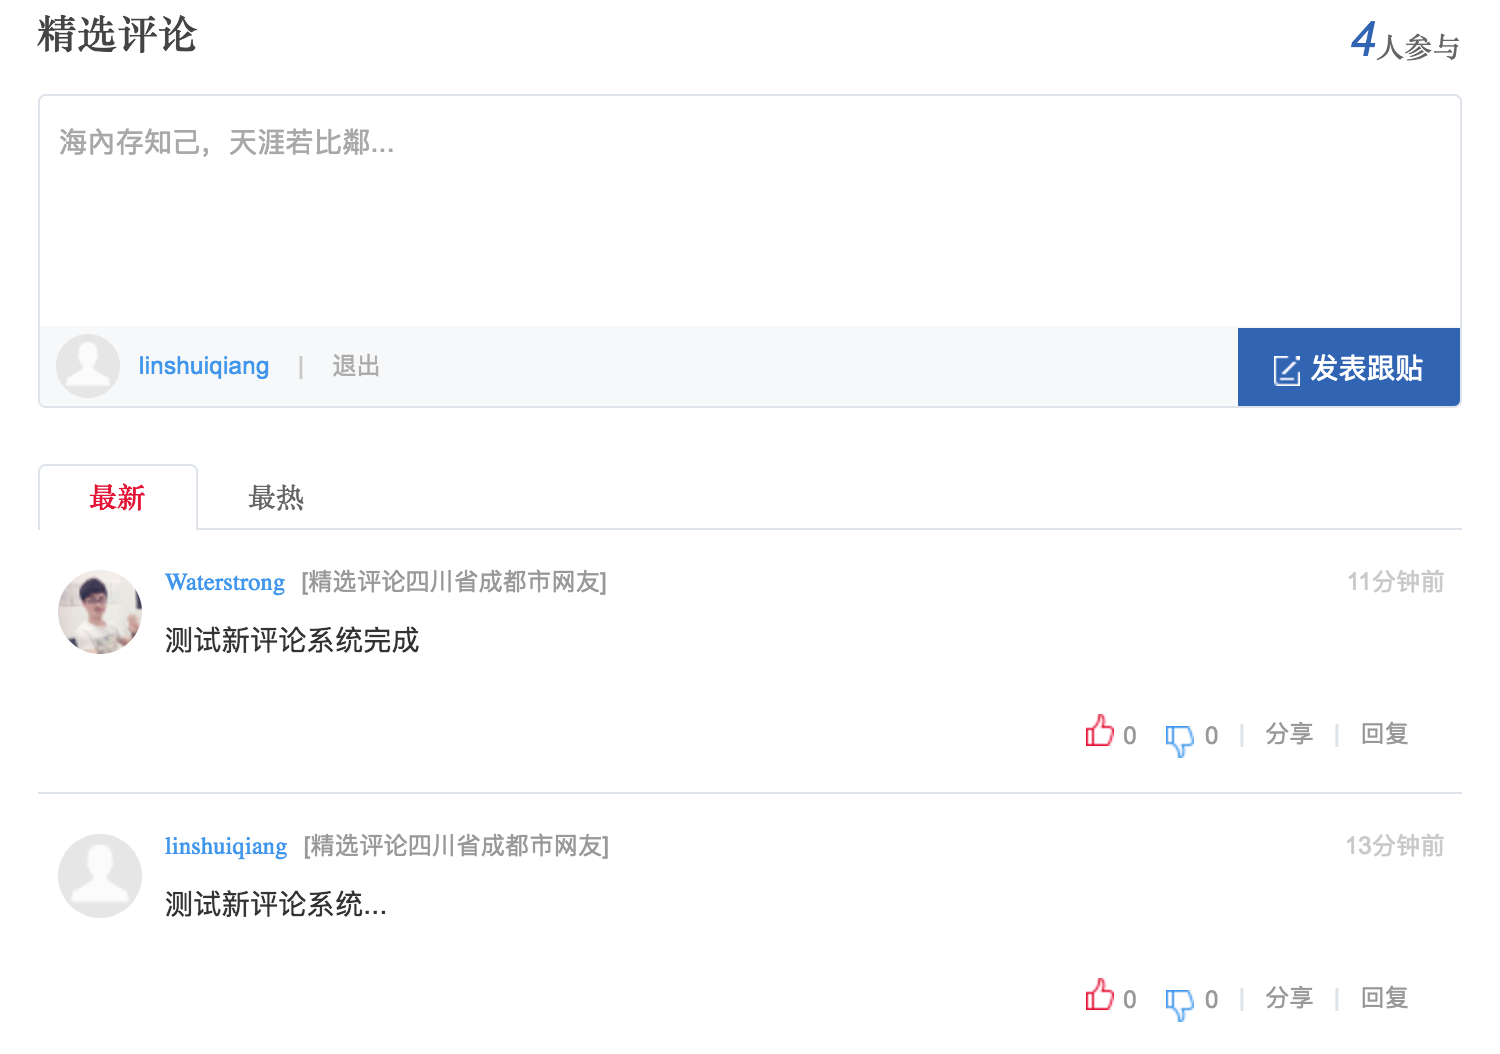 精选评论
4人参与
海內存知己，天涯若比鄰...
linshuiqiang | 退出
发表跟贴
最新 最热
Waterstrong [精选评论四川省成都市网友] 11分钟前
测试新评论系统完成
0 0 | 分享 | 回复
linshuiqiang [精选评论四川省成都市网友] 13分钟前
测试新评论系统...
0 0 | 分享 | 回复